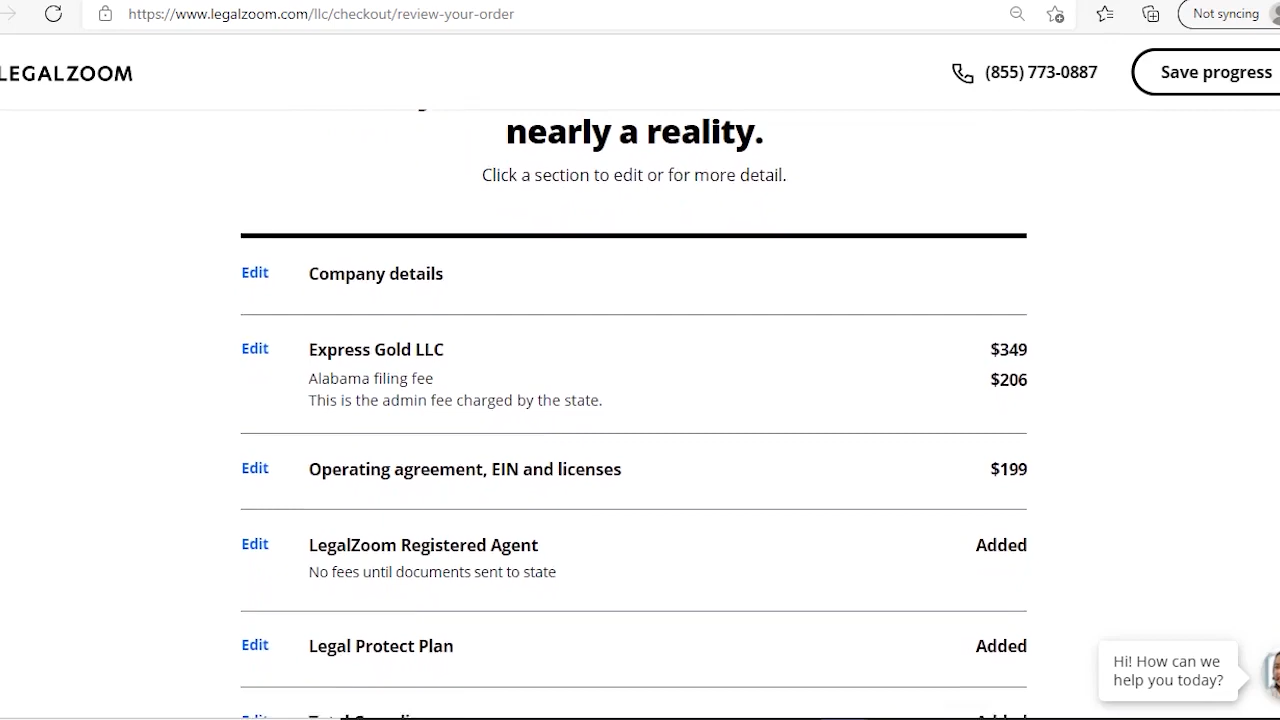 https://www.legalzoom.com/llc/checkout/review-your-order
Not syncing
LEGALZOOM
(855) 773-0887
Save progress
nearly a reality.
Click a section to edit or for more detail.
Edit Company details
Edit Express Gold LLC $349
Alabama filing fee $206
This is the admin fee charged by the state.
Edit Operating agreement, EIN and licenses $199
Edit LegalZoom Registered Agent Added
No fees until documents sent to state
Edit Legal Protect Plan Added
Hi! How can we
help you today?